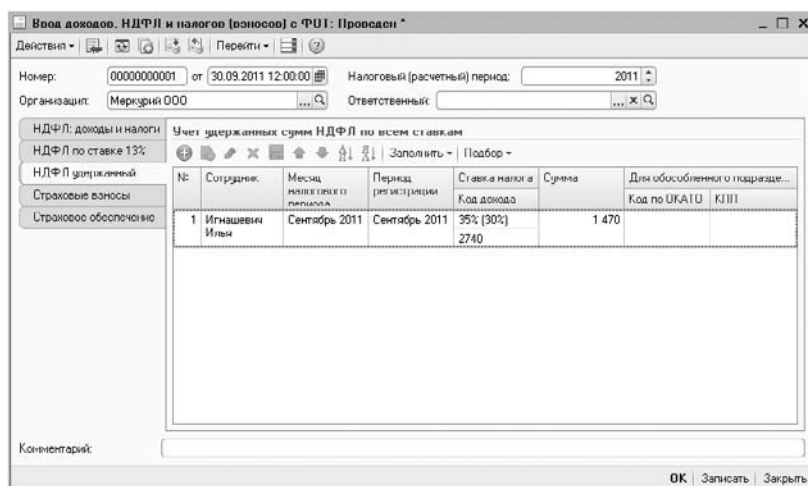 Ввод доходов, НДФЛ и налогов (взносов) с ФОТ: Проведен *
Действия Перейти
Номер: 00000000001 от 30.09.2011 12:00:00 Налоговый (расчетный) период: 2011
Организация: Меркурий ООО ... Ответственный: ...
НДФЛ: доходы и налоги
НДФЛ по ставке 13%
НДФЛ удержанный
Страховые взносы
Страховое обеспечение
Учет удержанных сумм НДФЛ по всем ставкам
Заполнить Подбор
№ Сотрудник Месяц налогового периода Период регистрации Ставка налога Сумма Для обособленного подразде...
Код дохода Код по ОКАТО КПП
1 Игнашевич Илья Сентябрь 2011 Сентябрь 2011 35% (30%) 1 470
2740
Комментарий:
OK Записать Закрыть